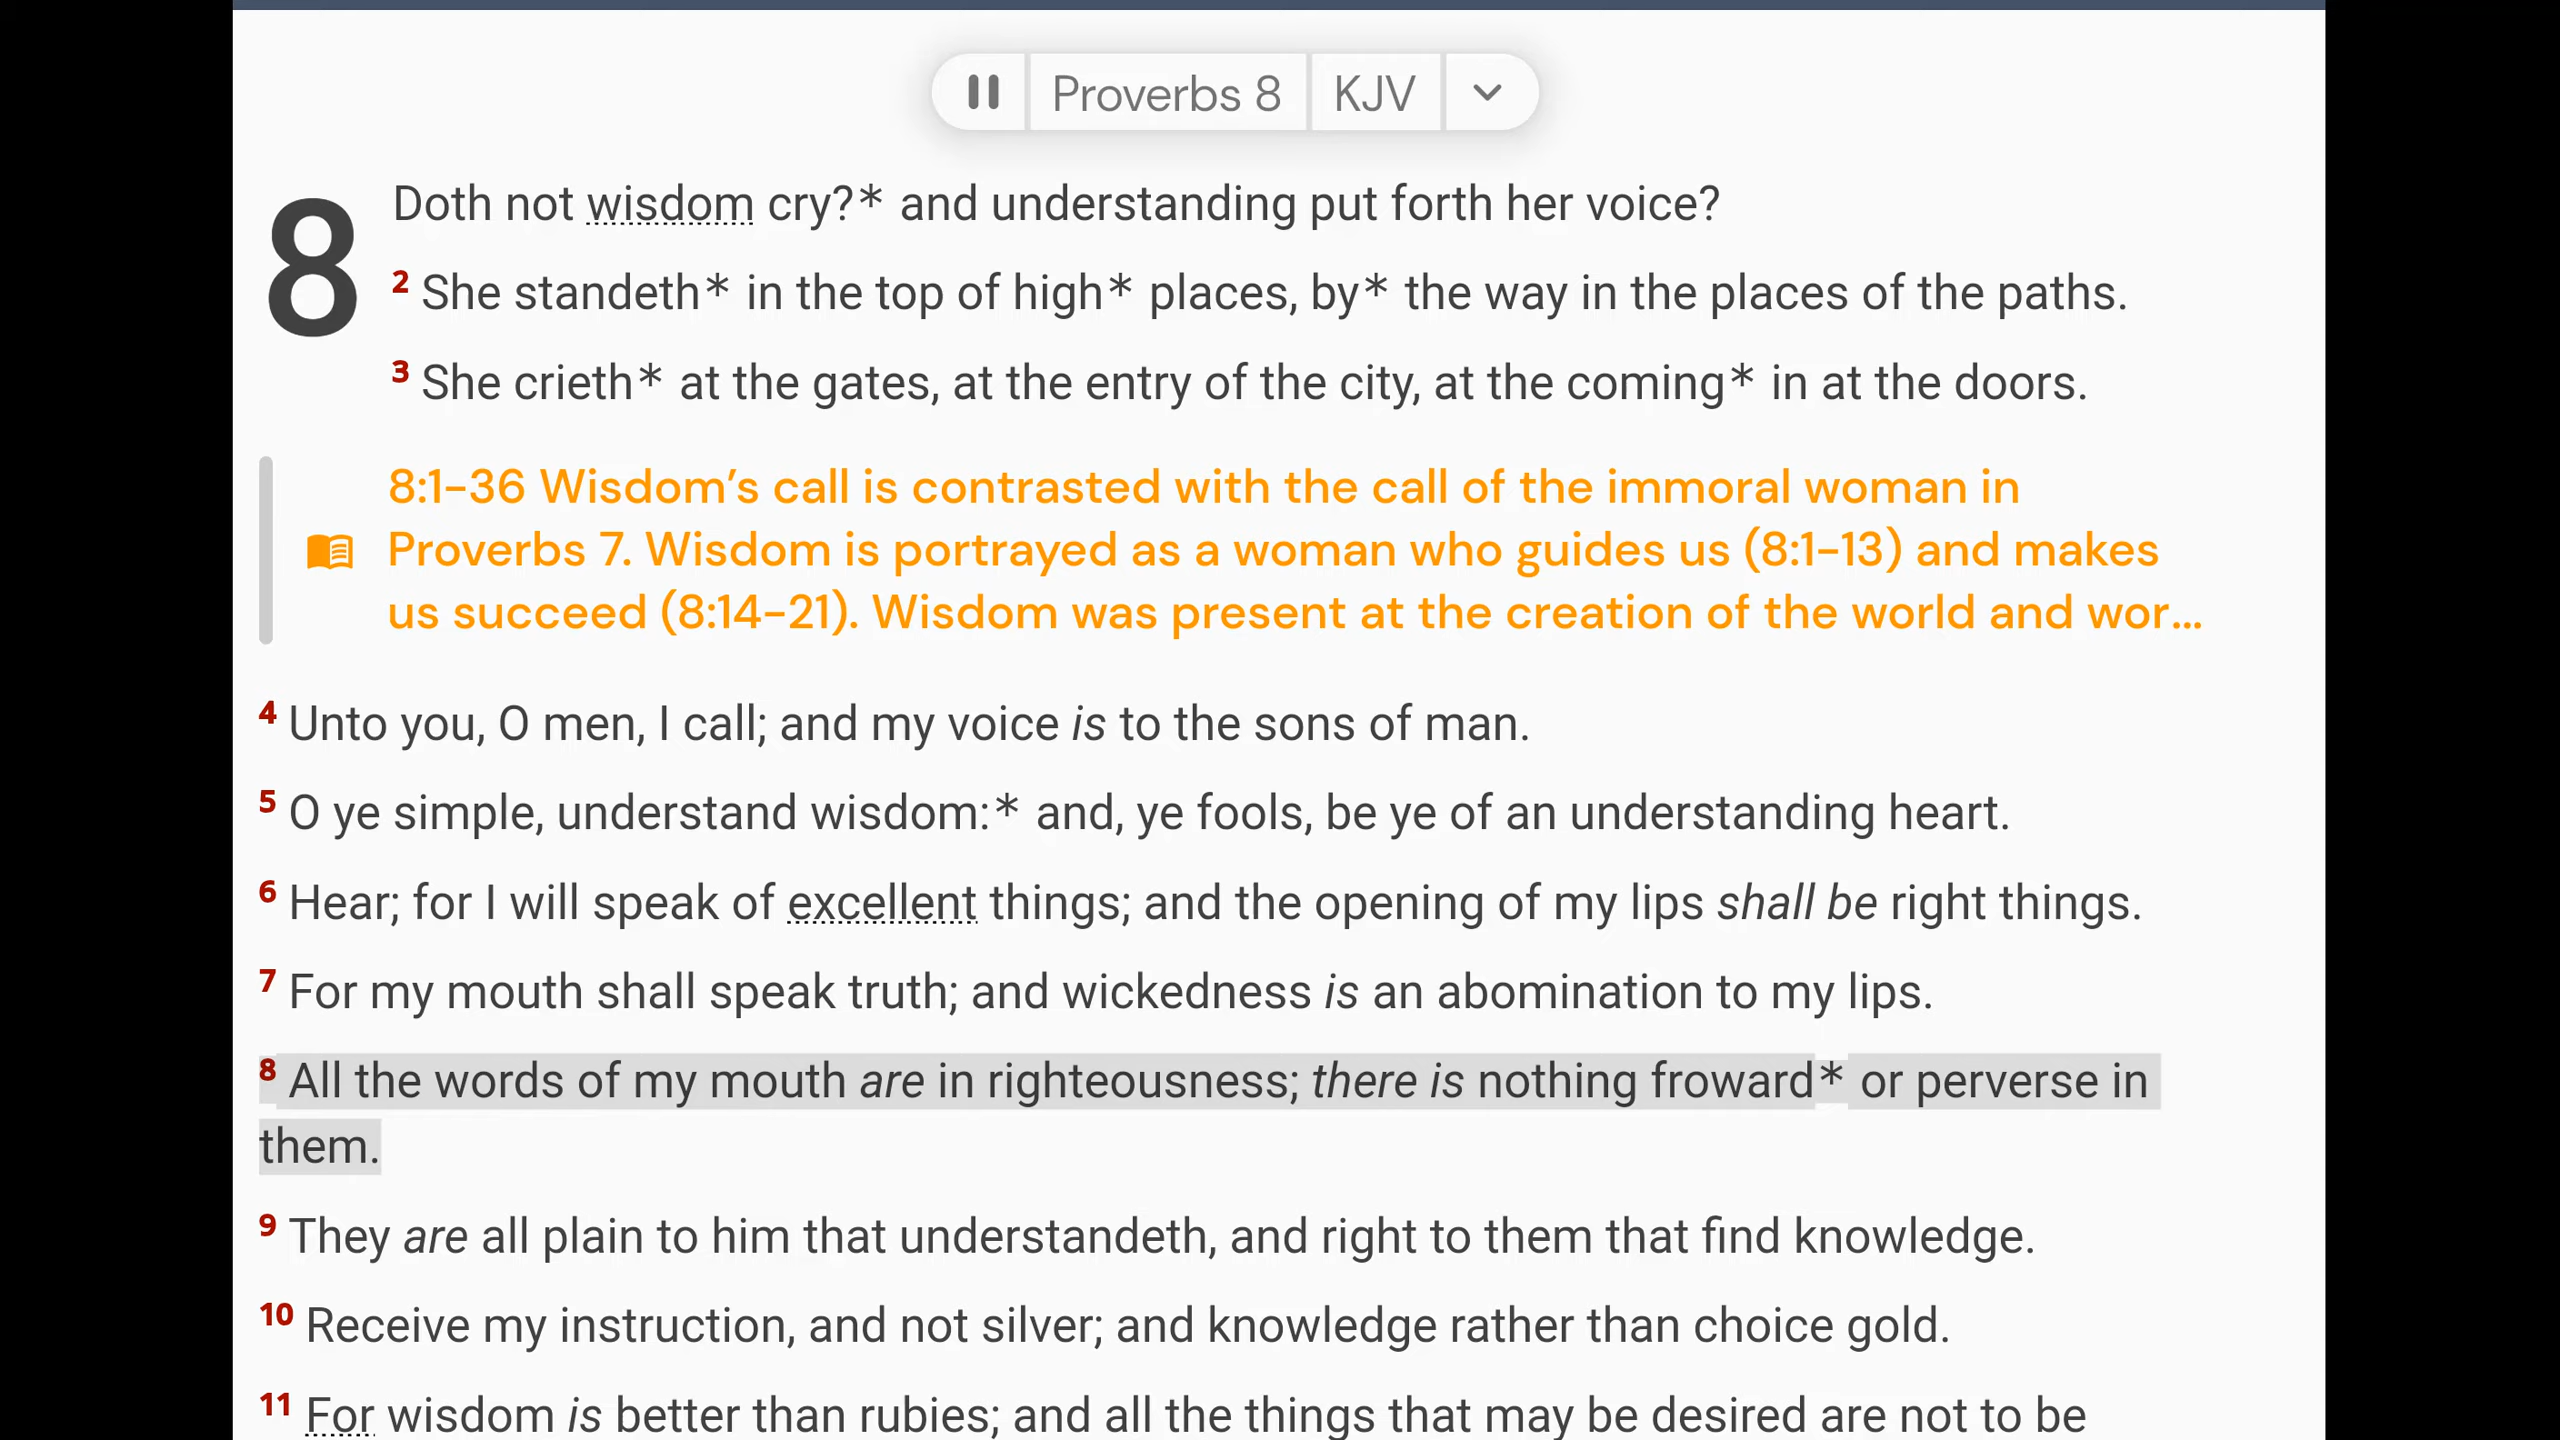 Proverbs 8 KJV
8 Doth not wisdom cry?* and understanding put forth her voice?
2 She standeth* in the top of high* places, by* the way in the places of the paths.
3 She crieth* at the gates, at the entry of the city, at the coming* in at the doors.
8:1–36 Wisdom’s call is contrasted with the call of the immoral woman in
Proverbs 7. Wisdom is portrayed as a woman who guides us (8:1–13) and makes
us succeed (8:14–21). Wisdom was present at the creation of the world and wor...
4 Unto you, O men, I call; and my voice is to the sons of man.
5 O ye simple, understand wisdom:* and, ye fools, be ye of an understanding heart.
6 Hear; for I will speak of excellent things; and the opening of my lips shall be right things.
7 For my mouth shall speak truth; and wickedness is an abomination to my lips.
8 All the words of my mouth are in righteousness; there is nothing froward* or perverse in
them.
9 They are all plain to him that understandeth, and right to them that find knowledge.
10 Receive my instruction, and not silver; and knowledge rather than choice gold.
11 For wisdom is better than rubies; and all the things that may be desired are not to be